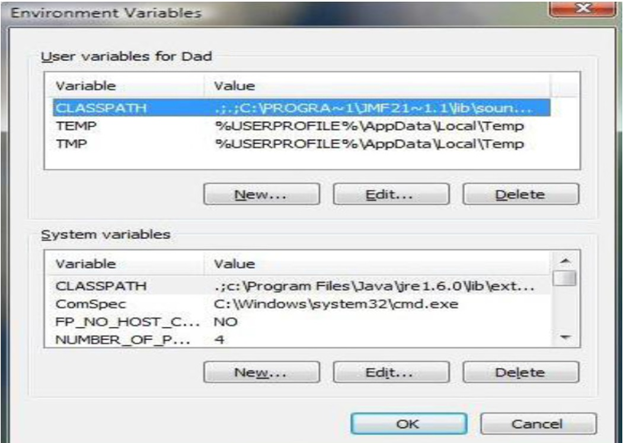 Environment Variables
User variables for Dad
Variable Value
CLASSPATH .;.;C:\PROGRA~1\JMF21~1.1\lib\soun...
TEMP %USERPROFILE%\AppData\Local\Temp
TMP %USERPROFILE%\AppData\Local\Temp
New... Edit... Delete
System variables
Variable Value
CLASSPATH .;c:\Program Files\Java\jre1.6.0\lib\ext...
ComSpec C:\Windows\system32\cmd.exe
FP_NO_HOST_C... NO
NUMBER_OF_P... 4
New... Edit... Delete
OK Cancel